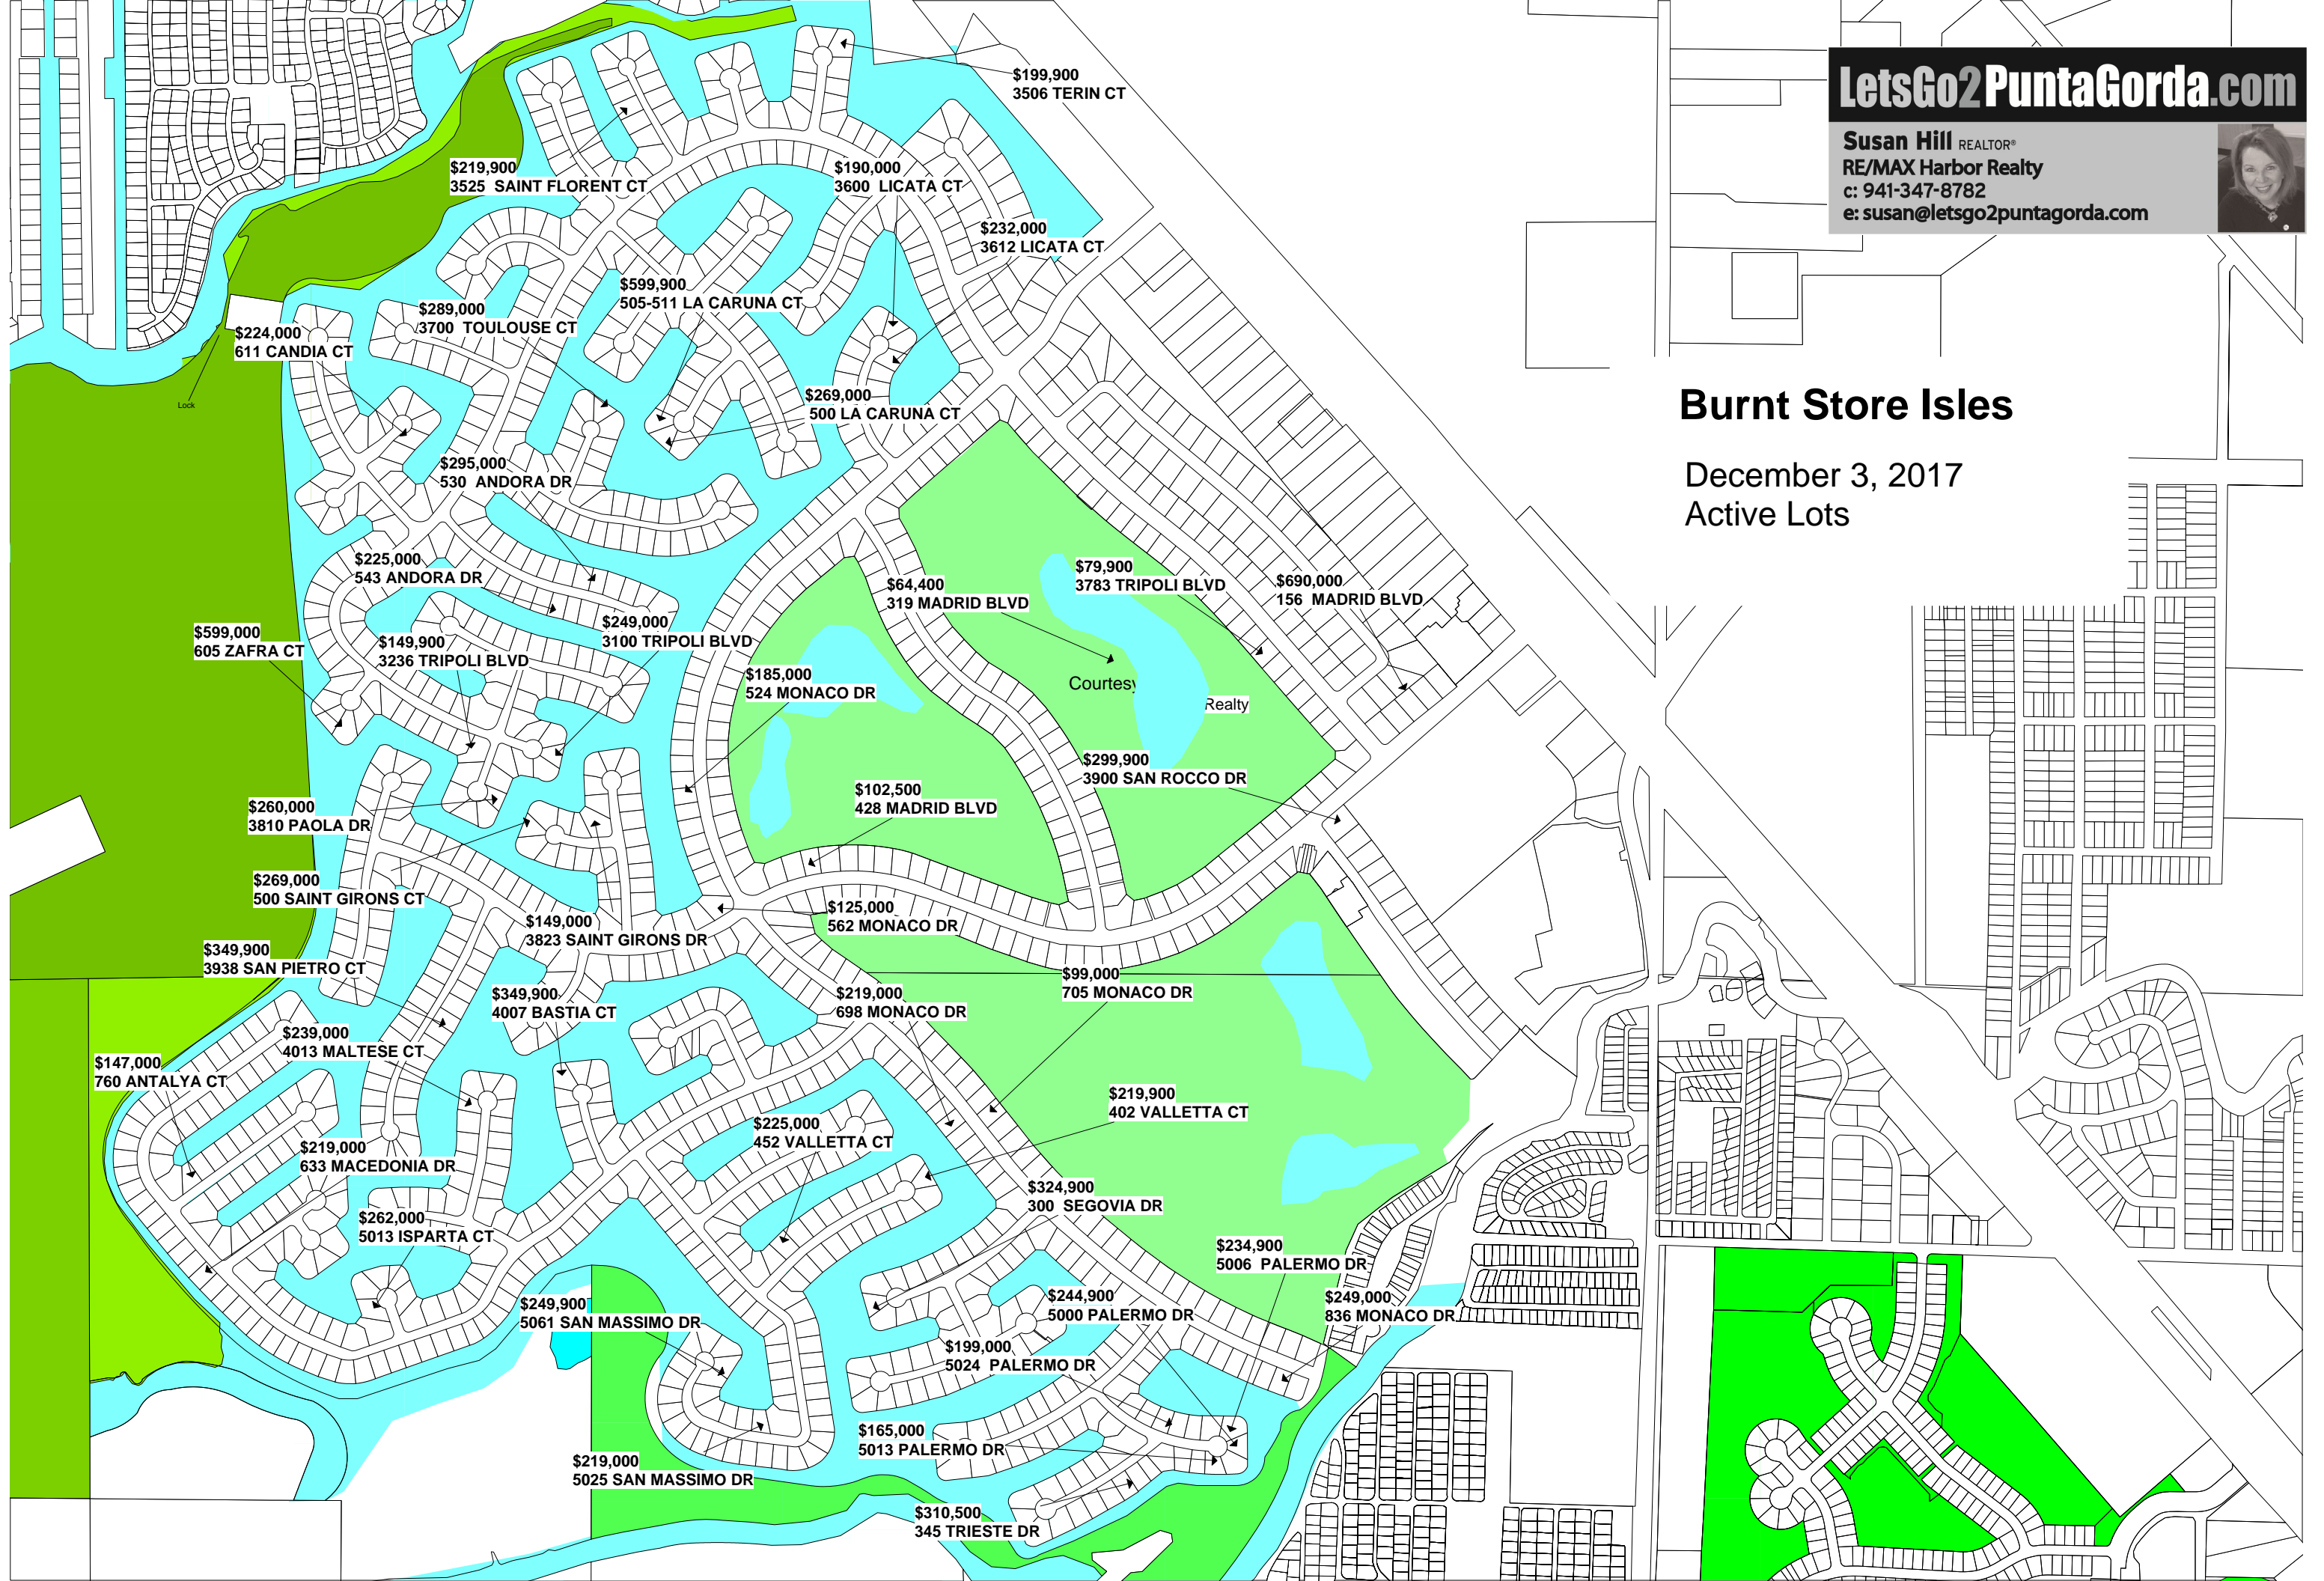 LetsGo2PuntaGorda.com
Susan Hill REALTOR®
RE/MAX Harbor Realty
c: 941-347-8782
e: susan@letsgo2puntagorda.com
Burnt Store Isles
December 3, 2017
Active Lots
$199,900
3506 TERIN CT
$219,900
3525 SAINT FLORENT CT
$190,000
3600 LICATA CT
$232,000
3612 LICATA CT
$599,900
505-511 LA CARUNA CT
$289,000
3700 TOULOUSE CT
$224,000
611 CANDIA CT
Lock
$269,000
500 LA CARUNA CT
$295,000
530 ANDORA DR
$225,000
543 ANDORA DR
$64,400
319 MADRID BLVD
$79,900
3783 TRIPOLI BLVD
$690,000
156 MADRID BLVD
$249,000
3100 TRIPOLI BLVD
$599,000
605 ZAFRA CT
$149,900
3236 TRIPOLI BLVD
$185,000
524 MONACO DR
Courtesy
Realty
$299,900
3900 SAN ROCCO DR
$102,500
428 MADRID BLVD
$260,000
3810 PAOLA DR
$269,000
500 SAINT GIRONS CT
$125,000
562 MONACO DR
$149,000
3823 SAINT GIRONS DR
$349,900
3938 SAN PIETRO CT
$99,000
705 MONACO DR
$219,000
698 MONACO DR
$349,900
4007 BASTIA CT
$239,000
4013 MALTESE CT
$147,000
760 ANTALYA CT
$219,900
402 VALLETTA CT
$225,000
452 VALLETTA CT
$219,000
633 MACEDONIA DR
$324,900
300 SEGOVIA DR
$262,000
5013 ISPARTA CT
$234,900
5006 PALERMO DR
$244,900
5000 PALERMO DR
$249,000
836 MONACO DR
$249,900
5061 SAN MASSIMO DR
$199,000
5024 PALERMO DR
$165,000
5013 PALERMO DR
$219,000
5025 SAN MASSIMO DR
$310,500
345 TRIESTE DR